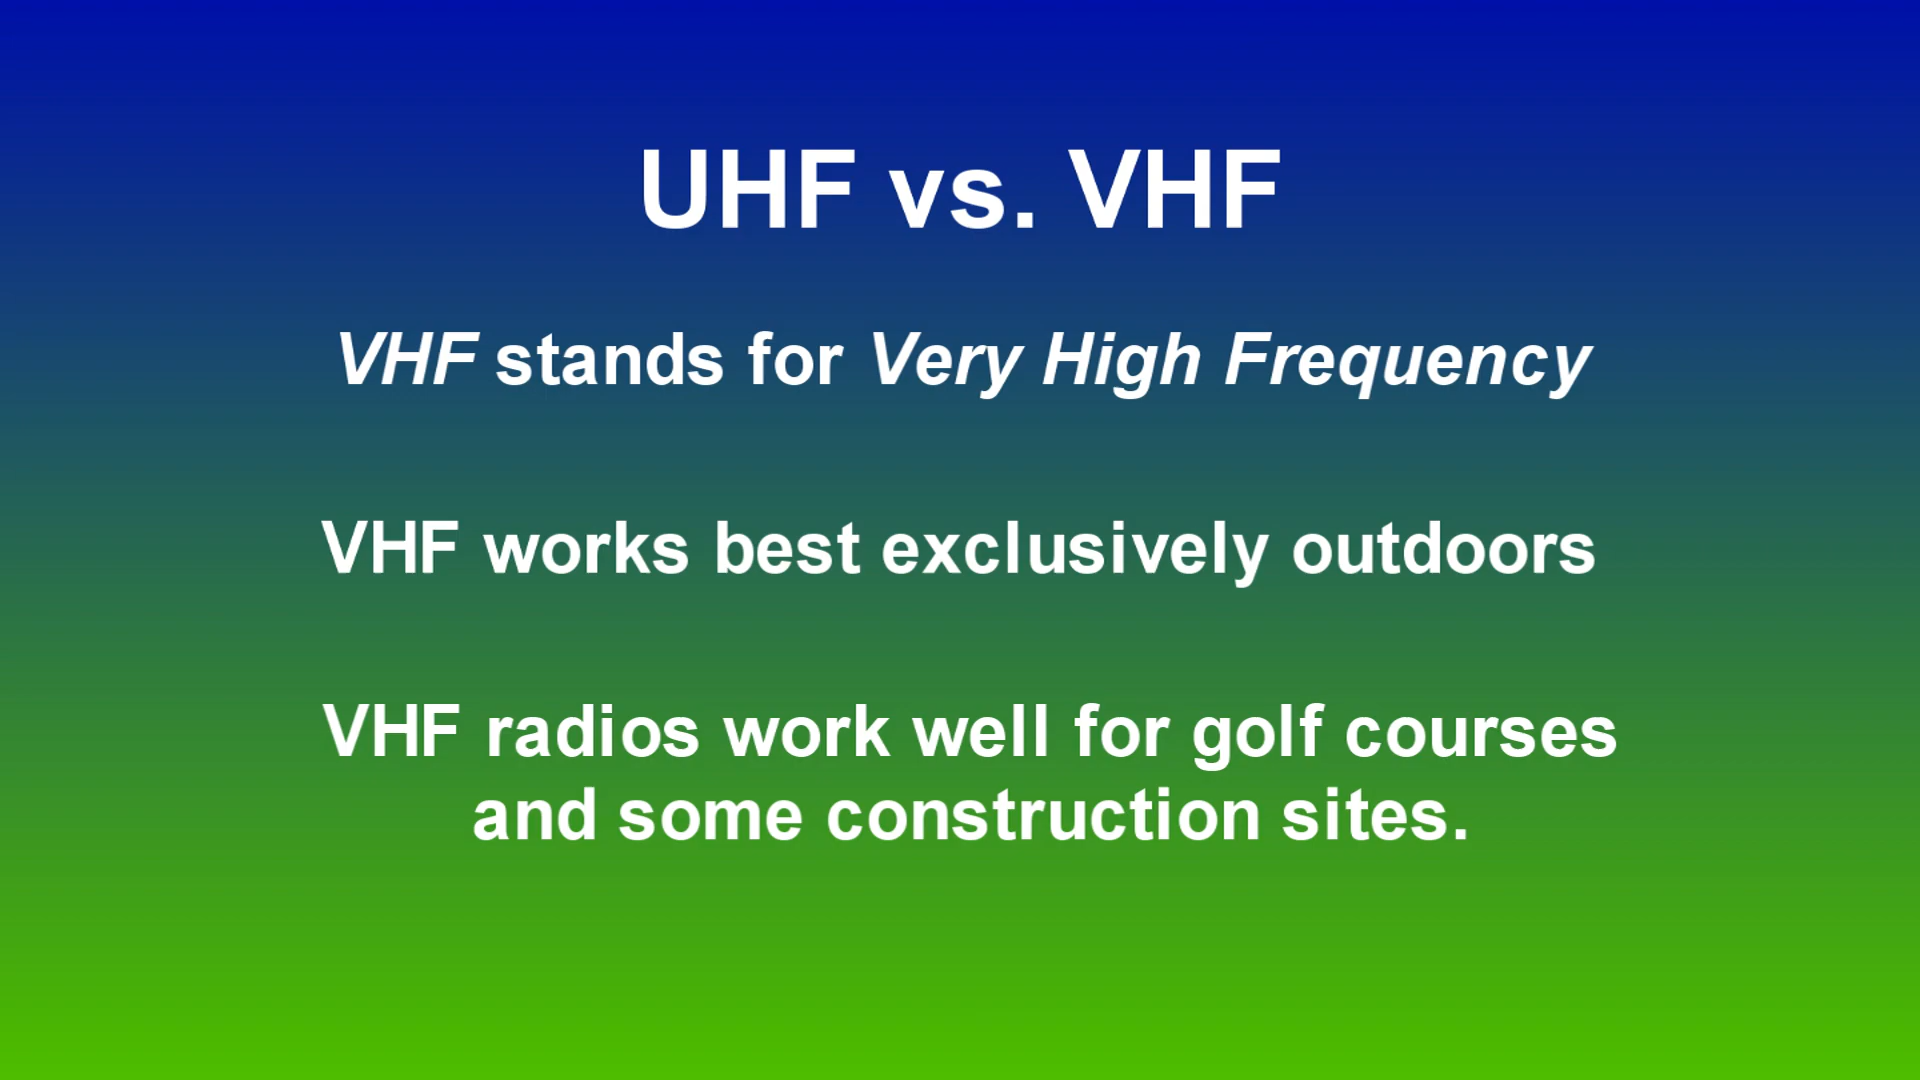 UHF vs. VHF
VHF stands for Very High Frequency
VHF works best exclusively outdoors
VHF radios work well for golf courses
and some construction sites.